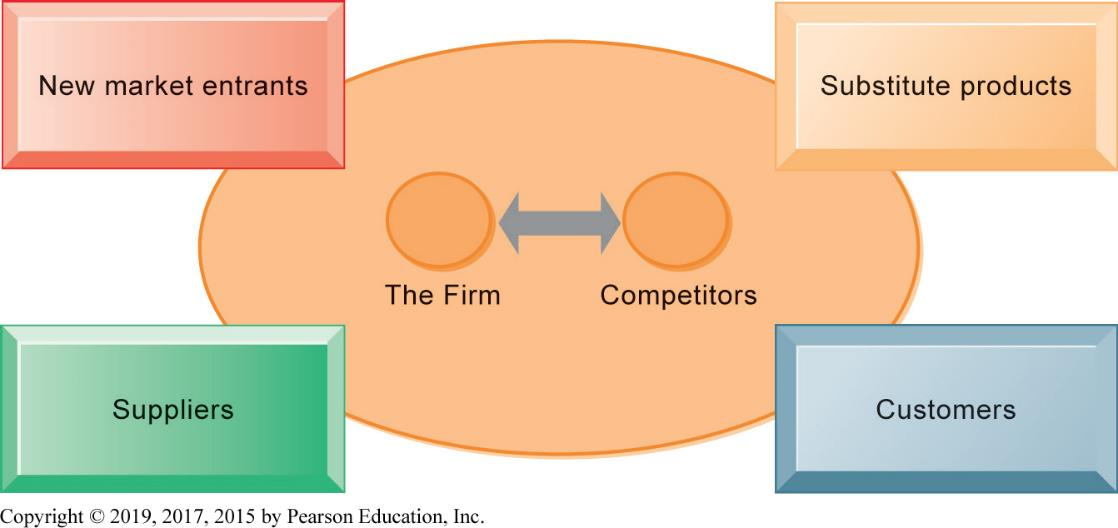 New market entrants
Substitute products
The Firm
Competitors
Suppliers
Customers
Copyright © 2019, 2017, 2015 by Pearson Education, Inc.